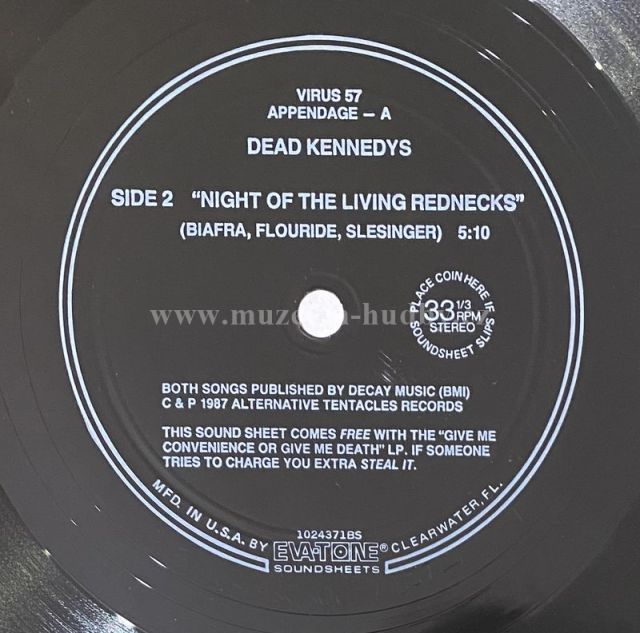 VIRUS 57
APPENDAGE – A
DEAD KENNEDYS
SIDE 2 "NIGHT OF THE LIVING REDNECKS"
(BIAFRA, FLOURIDE, SLESINGER) 5:10
PLACE COIN HERE IF
SOUNDSHEET SLIPS
33 1/3
RPM
STEREO
BOTH SONGS PUBLISHED BY DECAY MUSIC (BMI)
C & P 1987 ALTERNATIVE TENTACLES RECORDS
THIS SOUND SHEET COMES FREE WITH THE "GIVE ME
CONVENIENCE OR GIVE ME DEATH" LP. IF SOMEONE
TRIES TO CHARGE YOU EXTRA STEAL IT.
1024371BS
MFD. IN U.S.A. BY EVA-TONE® CLEARWATER, FL.
SOUNDSHEETS